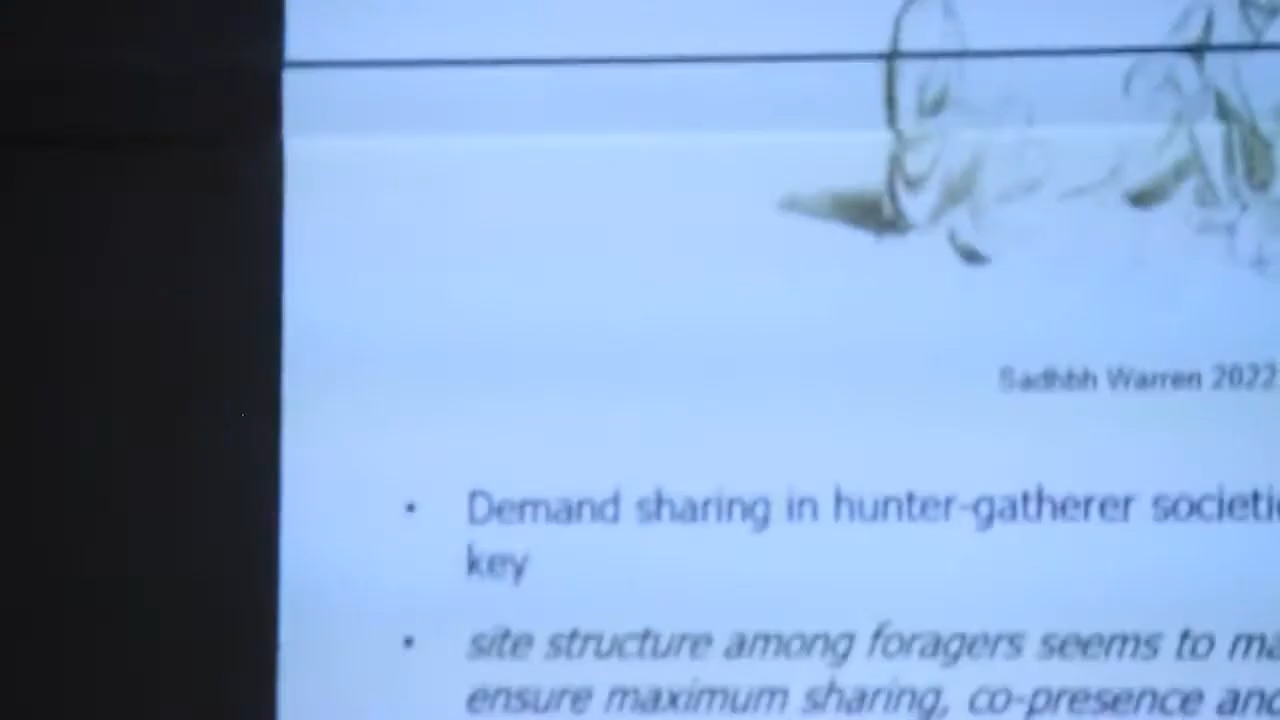 Sadhbh Warren 2022
Demand sharing in hunter-gatherer
key
site structure among foragers seems to
ensure maximum sharing, co-presence